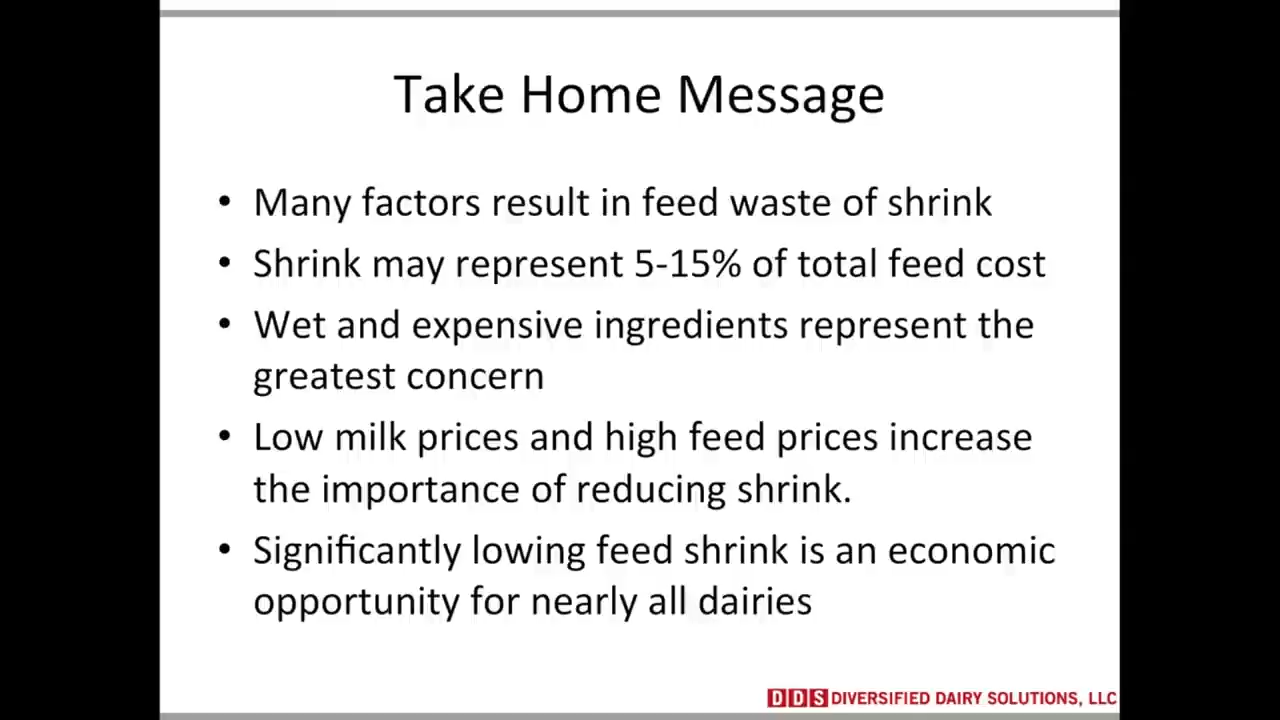 Take Home Message
• Many factors result in feed waste of shrink
• Shrink may represent 5-15% of total feed cost
• Wet and expensive ingredients represent the
greatest concern
• Low milk prices and high feed prices increase
the importance of reducing shrink.
• Significantly lowing feed shrink is an economic
opportunity for nearly all dairies
DDS DIVERSIFIED DAIRY SOLUTIONS, LLC